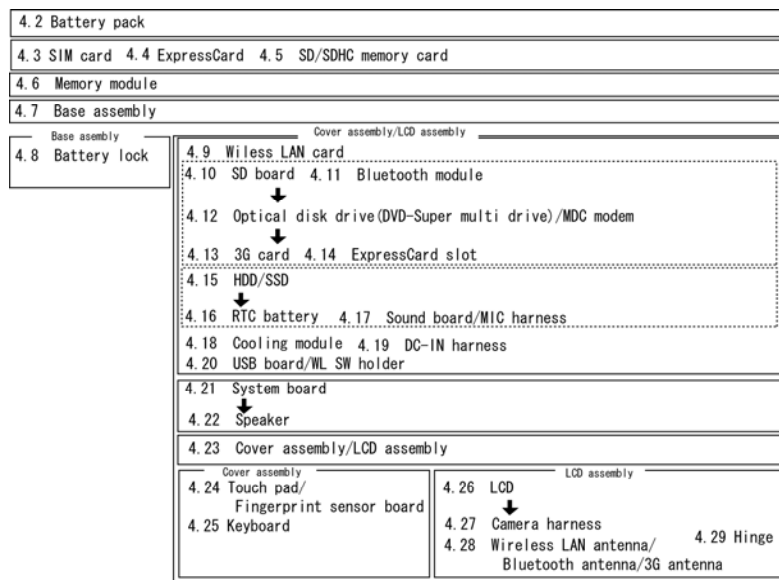 4.2 Battery pack
4.3 SIM card 4.4 ExpressCard 4.5 SD/SDHC memory card
4.6 Memory module
4.7 Base assembly
Base asembly
4.8 Battery lock
Cover assembly/LCD assembly
4.9 Wiless LAN card
4.10 SD board 4.11 Bluetooth module
4.12 Optical disk drive(DVD-Super multi drive)/MDC modem
4.13 3G card 4.14 ExpressCard slot
4.15 HDD/SSD
4.16 RTC battery 4.17 Sound board/MIC harness
4.18 Cooling module 4.19 DC-IN harness
4.20 USB board/WL SW holder
4.21 System board
4.22 Speaker
4.23 Cover assembly/LCD assembly
Cover asembly
4.24 Touch pad/
Fingerprint sensor board
4.25 Keyboard
LCD assembly
4.26 LCD
4.27 Camera harness
4.28 Wireless LAN antenna/
Bluetooth antenna/3G antenna
4.29 Hinge